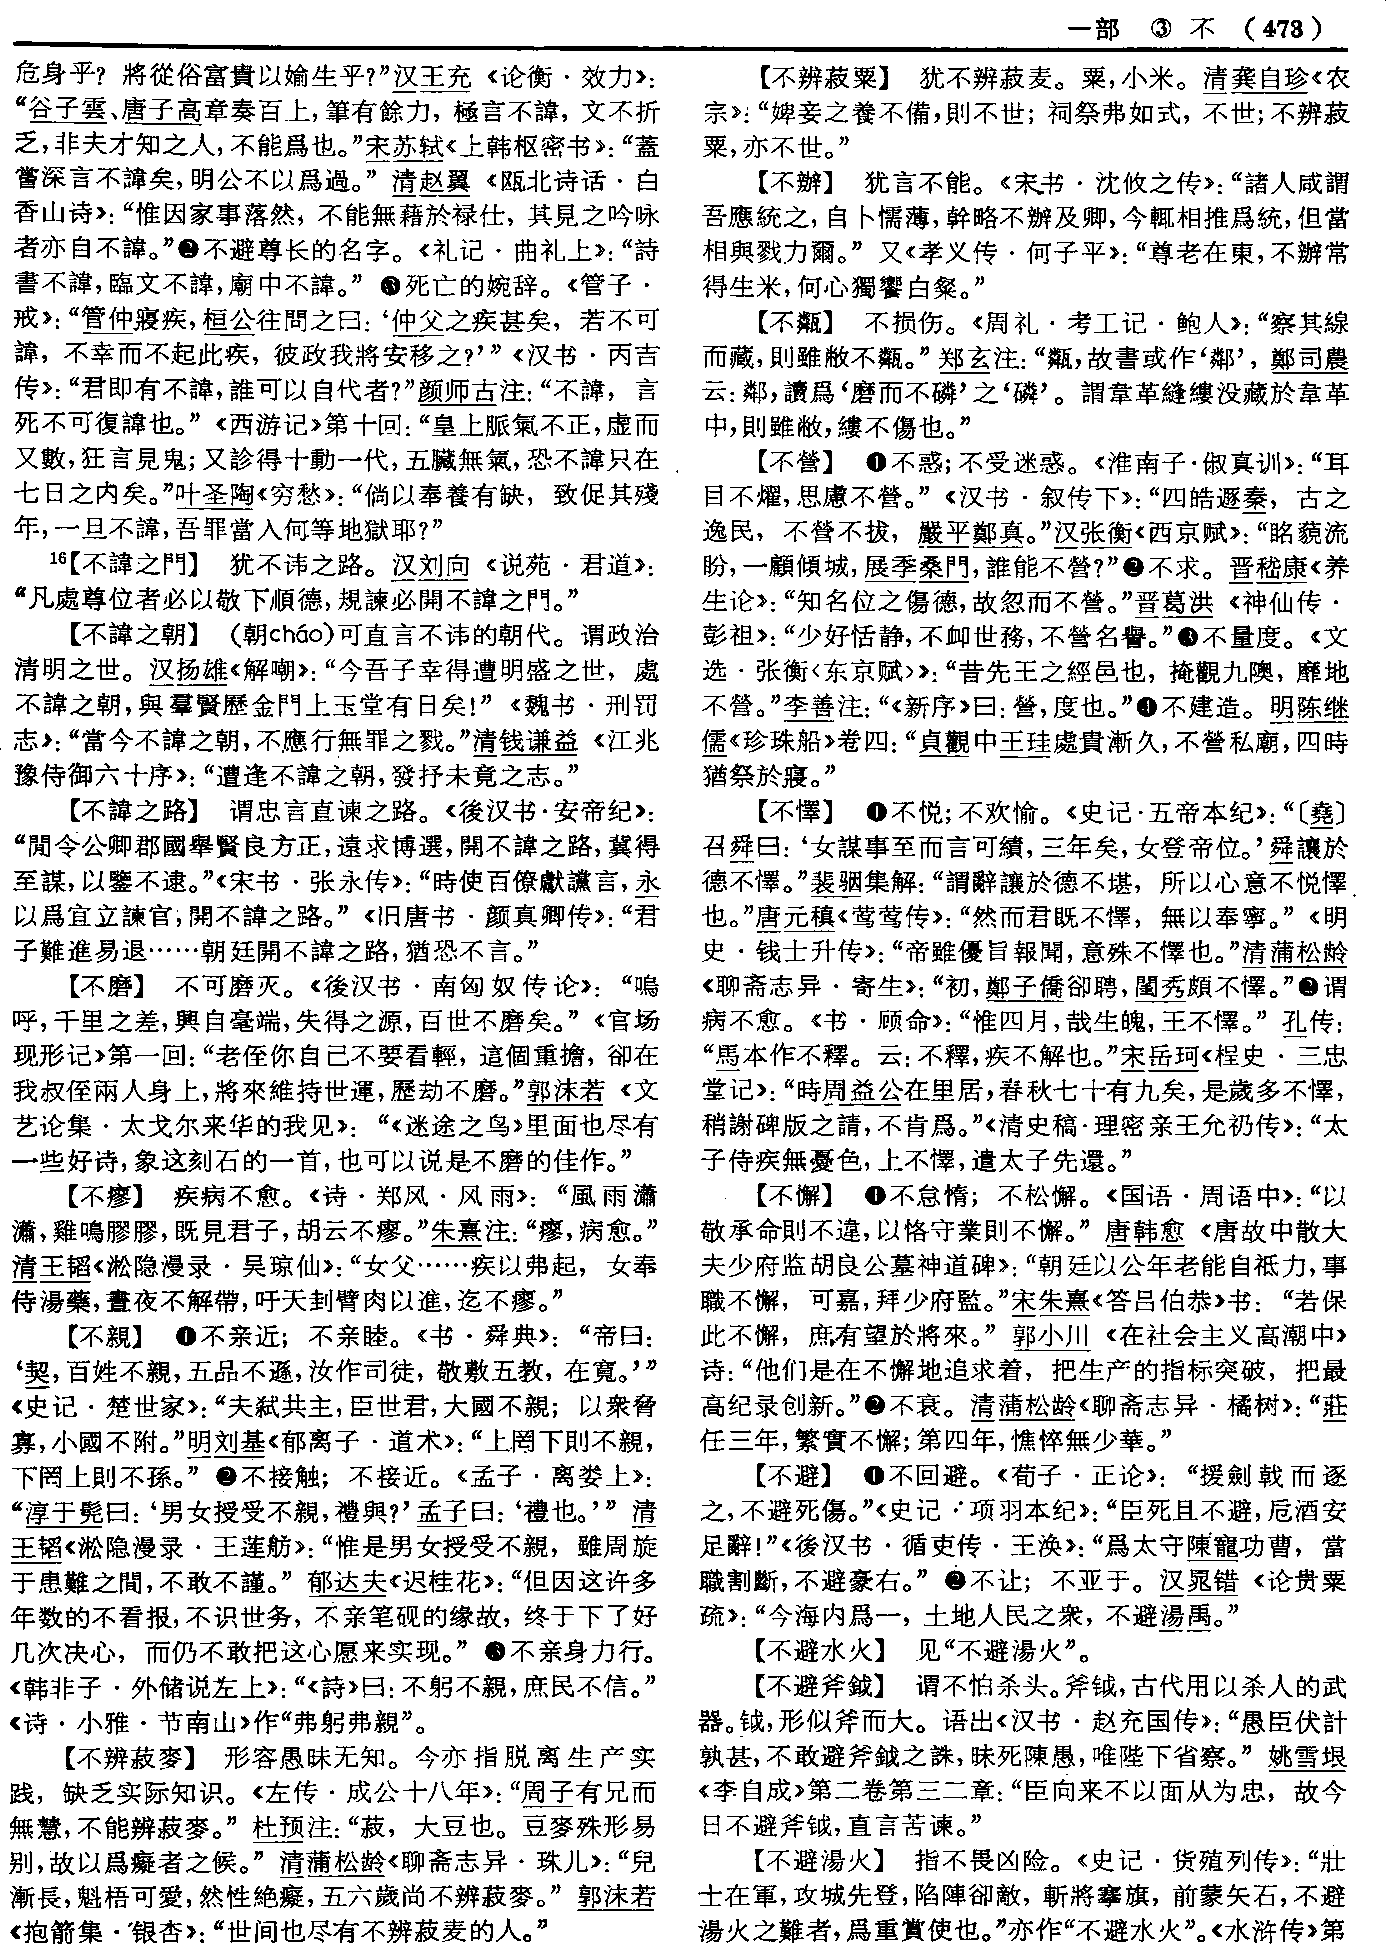 一部 ③ 不 (473)
危身乎？將從俗富貴以媮生乎？”汉王充《论衡·效力》：
“谷子雲、唐子高章奏百上，筆有餘力，極言不諱，文不折
乏，非夫才知之人，不能爲也。”宋苏轼《上韩枢密书》：“蓋
嘗深言不諱矣，明公不以爲過。”清赵翼《瓯北诗话·白
香山诗》：“惟因家事落然，不能無藉於禄仕，其見之吟咏
者亦自不諱。”❷不避尊长的名字。《礼记·曲礼上》：“詩
書不諱，臨文不諱，廟中不諱。”❸死亡的婉辞。《管子·
戒》：“管仲寢疾，桓公往問之曰：‘仲父之疾甚矣，若不可
諱，不幸而不起此疾，彼政我將安移之？’”《汉书·丙吉
传》：“君即有不諱，誰可以自代者？”颜师古注：“不諱，言
死不可復諱也。”《西游记》第十回：“皇上脈氣不正，虚而
又數，狂言見鬼；又診得十動一代，五臟無氣，恐不諱只在
七日之内矣。”叶圣陶《穷愁》：“倘以奉養有缺，致促其殘
年，一旦不諱，吾罪當入何等地獄耶？”
16【不諱之門】 犹不讳之路。汉刘向《说苑·君道》：
“凡處尊位者必以敬下順德，規諫必開不諱之門。”
【不諱之朝】 (朝cháo)可直言不讳的朝代。谓政治
清明之世。汉扬雄《解嘲》：“今吾子幸得遭明盛之世，處
不諱之朝，與羣賢歷金門上玉堂有日矣！”《魏书·刑罚
志》：“當今不諱之朝，不應行無罪之戮。”清钱谦益《江兆
豫侍御六十序》：“遭逢不諱之朝，發抒未竟之志。”
【不諱之路】 谓忠言直谏之路。《後汉书·安帝纪》：
“間令公卿郡國舉賢良方正，遠求博選，開不諱之路，冀得
至謀，以鑒不逮。”《宋书·张永传》：“時使百僚獻讜言，永
以爲宜立諫官，開不諱之路。”《旧唐书·颜真卿传》：“君
子難進易退……朝廷開不諱之路，猶恐不言。”
【不磨】 不可磨灭。《後汉书·南匈奴传论》：“嗚
呼，千里之差，興自毫端，失得之源，百世不磨矣。”《官场
现形记》第一回：“老侄你自己不要看輕，這個重擔，卻在
我叔侄兩人身上，將來維持世運，歷劫不磨。”郭沫若《文
艺论集·太戈尔来华的我见》：“《迷途之鸟》里面也尽有
一些好诗，象这刻石的一首，也可以说是不磨的佳作。”
【不瘳】 疾病不愈。《诗·郑风·风雨》：“風雨瀟
瀟，雞鳴膠膠，既見君子，胡云不瘳。”朱熹注：“瘳，病愈。”
清王韬《淞隐漫录·吴琼仙》：“女父……疾以弗起，女奉
侍湯藥，晝夜不解帶，吁天刲臂肉以進，迄不瘳。”
【不親】 ❶不亲近；不亲睦。《书·舜典》：“帝曰：
‘契，百姓不親，五品不遜，汝作司徒，敬敷五教，在寬。’”
《史记·楚世家》：“夫弒共主，臣世君，大國不親；以衆脅
寡，小國不附。”明刘基《郁离子·道术》：“上罔下則不親，
下罔上則不孫。”❷不接触；不接近。《孟子·离娄上》：
“淳于髡曰：‘男女授受不親，禮與？’孟子曰：‘禮也。’”清
王韬《淞隐漫录·王莲舫》：“惟是男女授受不親，雖周旋
于患難之間，不敢不謹。”郁达夫《迟桂花》：“但因这许多
年数的不看报，不识世务，不亲笔砚的缘故，终于下了好
几次决心，而仍不敢把这心愿来实现。”❸不亲身力行。
《韩非子·外储说左上》：“《詩》曰：不躬不親，庶民不信。”
《诗·小雅·节南山》作“弗躬弗親”。
【不辨菽麥】 形容愚昧无知。今亦指脱离生产实
践，缺乏实际知识。《左传·成公十八年》：“周子有兄而
無慧，不能辨菽麥。”杜预注：“菽，大豆也。豆麥殊形易
别，故以爲癡者之候。”清蒲松龄《聊斋志异·珠儿》：“兒
漸長，魁梧可愛，然性絶癡，五六歲尚不辨菽麥。”郭沫若
《抱箭集·银杏》：“世间也尽有不辨菽麦的人。”
【不辨菽粟】 犹不辨菽麦。粟，小米。清龚自珍《农
宗》：“婢妾之養不備，則不世；祠祭弗如式，不世；不辨菽
粟，亦不世。”
【不辦】 犹言不能。《宋书·沈攸之传》：“諸人咸謂
吾應統之，自卜懦薄，幹略不辦及卿，今輒相推爲統，但當
相與戮力爾。”又《孝义传·何子平》：“尊老在東，不辦常
得生米，何心獨饗白粲。”
【不甐】 不损伤。《周礼·考工记·鲍人》：“察其線
而藏，則雖敝不甐。”郑玄注：“甐，故書或作‘鄰’，鄭司農
云：鄰，讀爲‘磨而不磷’之‘磷’。謂韋革縫縷没藏於韋革
中，則雖敝，縷不傷也。”
【不營】 ❶不惑；不受迷惑。《淮南子·俶真训》：“耳
目不燿，思慮不營。”《汉书·叙传下》：“四皓遯秦，古之
逸民，不營不拔，嚴平鄭真。”汉张衡《西京赋》：“眳藐流
眄，一顧傾城，展季桑門，誰能不營？”❷不求。晋嵇康《养
生论》：“知名位之傷德，故忽而不營。”晋葛洪《神仙传·
彭祖》：“少好恬静，不卹世務，不營名譽。”❸不量度。《文
选·张衡〈东京赋〉》：“昔先王之經邑也，掩觀九隩，靡地
不營。”李善注：“《新序》曰：營，度也。”❹不建造。明陈继
儒《珍珠船》卷四：“貞觀中王珪處貴漸久，不營私廟，四時
猶祭於寢。”
【不懌】 ❶不悦；不欢愉。《史记·五帝本纪》：“〔堯〕
召舜曰：‘女謀事至而言可績，三年矣，女登帝位。’舜讓於
德不懌。”裴骃集解：“謂辭讓於德不堪，所以心意不悦懌
也。”唐元稹《莺莺传》：“然而君既不懌，無以奉寧。”《明
史·钱士升传》：“帝雖優旨報聞，意殊不懌也。”清蒲松龄
《聊斋志异·寄生》：“初，鄭子僑卻聘，閨秀頗不懌。”❷谓
病不愈。《书·顾命》：“惟四月，哉生魄，王不懌。”孔传：
“馬本作不釋。云：不釋，疾不解也。”宋岳珂《桯史·三忠
堂记》：“時周益公在里居，春秋七十有九矣，是歲多不懌，
稍謝碑版之請，不肯爲。”《清史稿·理密亲王允礽传》：“太
子侍疾無憂色，上不懌，遣太子先還。”
【不懈】 ❶不怠惰；不松懈。《国语·周语中》：“以
敬承命則不違，以恪守業則不懈。”唐韩愈《唐故中散大
夫少府监胡良公墓神道碑》：“朝廷以公年老能自祗力，事
職不懈，可嘉，拜少府監。”宋朱熹《答吕伯恭》书：“若保
此不懈，庶有望於將來。”郭小川《在社会主义高潮中》
诗：“他们是在不懈地追求着，把生产的指标突破，把最
高纪录创新。”❷不衰。清蒲松龄《聊斋志异·橘树》：“莊
任三年，繁實不懈；第四年，憔悴無少華。”
【不避】 ❶不回避。《荀子·正论》：“援劍戟而逐
之，不避死傷。”《史记·项羽本纪》：“臣死且不避，卮酒安
足辭！”《後汉书·循吏传·王涣》：“爲太守陳寵功曹，當
職割斷，不避豪右。”❷不让；不亚于。汉晁错《论贵粟
疏》：“今海内爲一，土地人民之衆，不避湯禹。”
【不避水火】 见“不避湯火”。
【不避斧鉞】 谓不怕杀头。斧钺，古代用以杀人的武
器。钺，形似斧而大。语出《汉书·赵充国传》：“愚臣伏計
孰甚，不敢避斧鉞之誅，昧死陳愚，唯陛下省察。”姚雪垠
《李自成》第二卷第三二章：“臣向来不以面从为忠，故今
日不避斧钺，直言苦谏。”
【不避湯火】 指不畏凶险。《史记·货殖列传》：“壯
士在軍，攻城先登，陷陣卻敵，斬將搴旗，前蒙矢石，不避
湯火之難者，爲重賞使也。”亦作“不避水火”。《水浒传》第